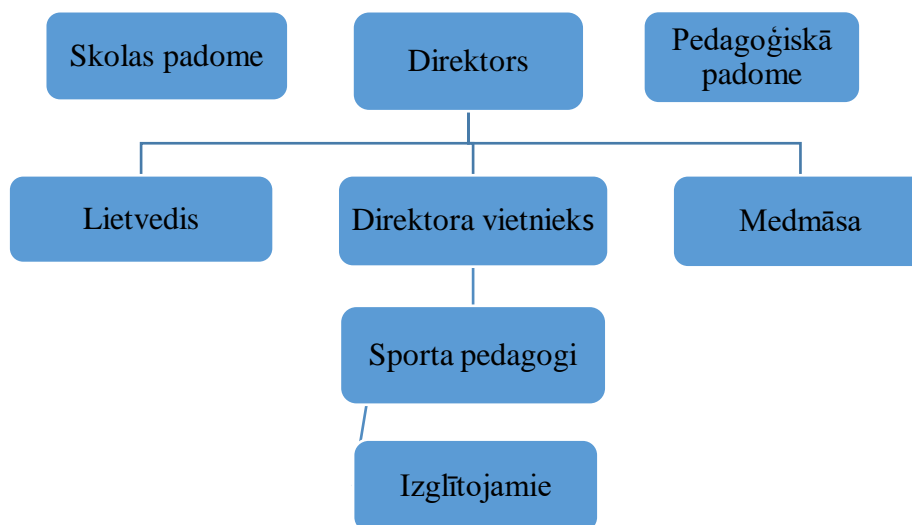 Skolas padome
Direktors
Pedagoģiskā
padome
Lietvedis
Direktora vietnieks
Medmāsa
Sporta pedagogi
Izglītojamie